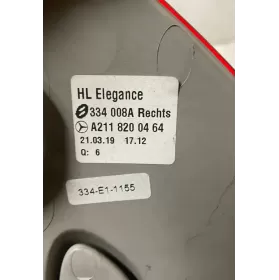 HL Elegance
334 008A Rechts
A211 820 04 64
21.03.19 17.12
Q: 6
334-E1-1155